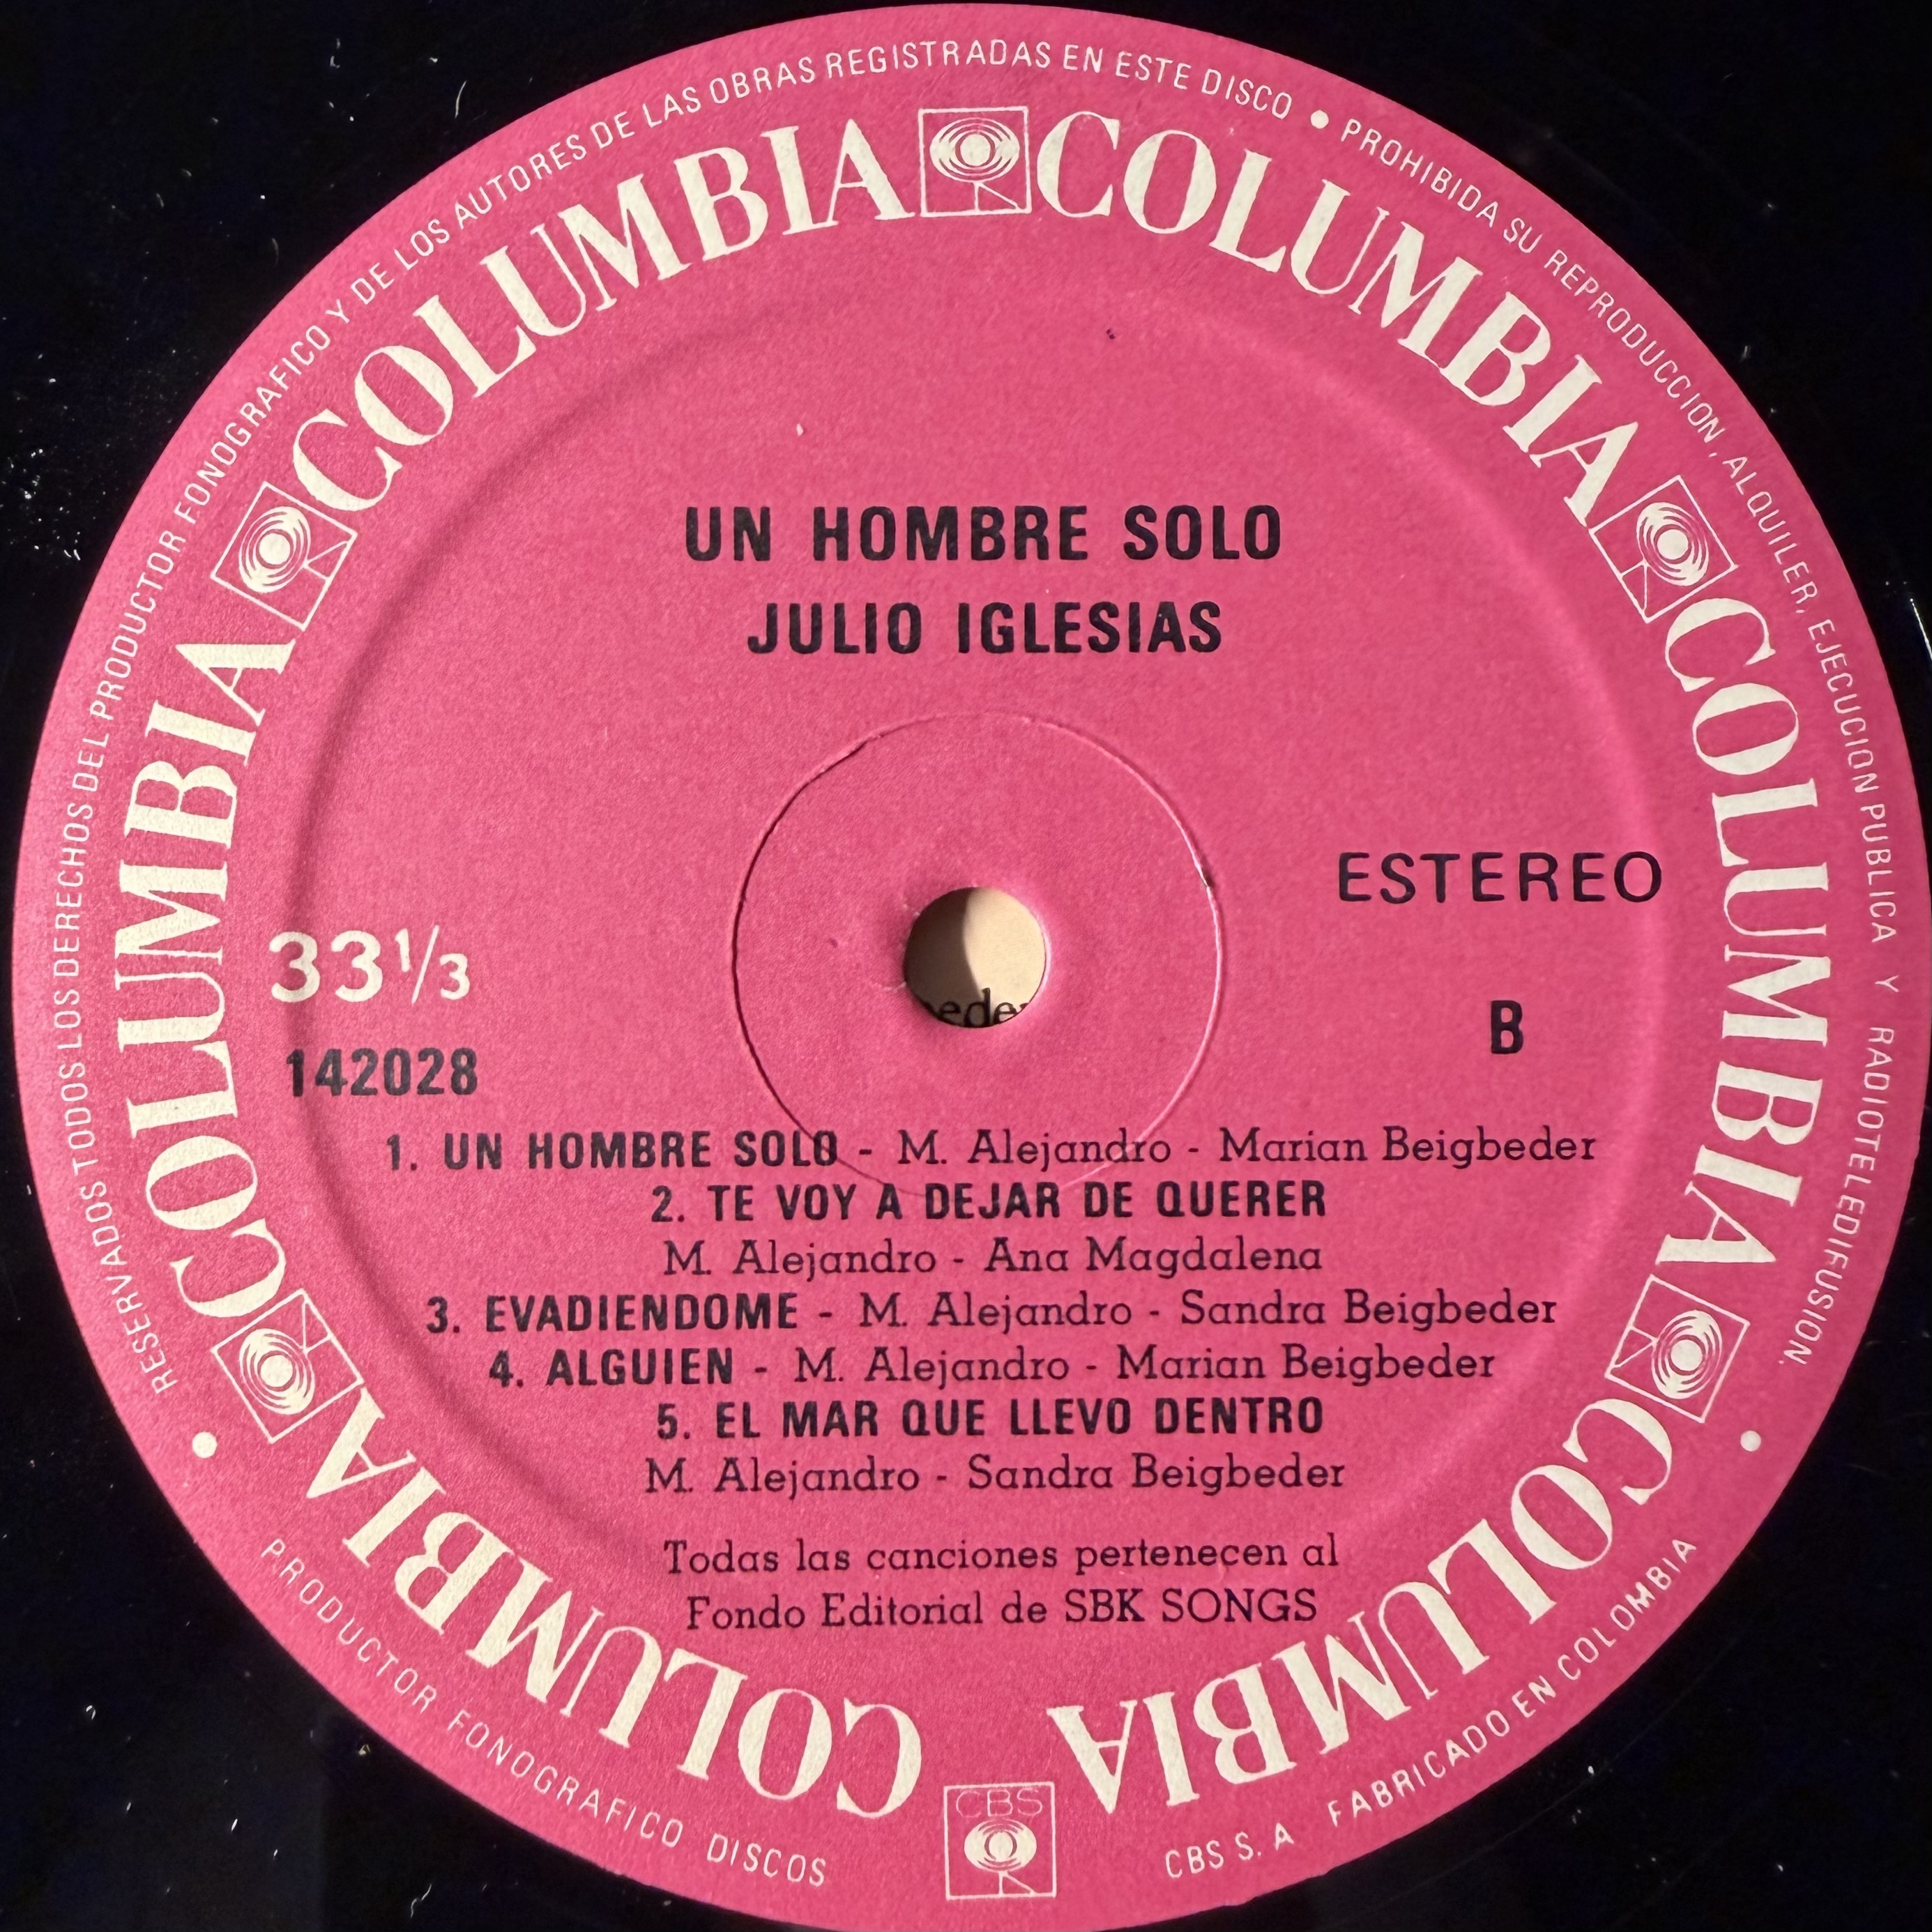 RESERVADOS TODOS LOS DERECHOS DEL PRODUCTOR FONOGRAFICO Y DE LOS AUTORES DE LAS OBRAS REGISTRADAS EN ESTE DISCO • PROHIBIDA SU REPRODUCCION, ALQUILER, EJECUCION PUBLICA Y RADIOTELEDIFUSION.
COLUMBIA COLUMBIA COLUMBIA COLUMBIA COLUMBIA COLUMBIA
UN HOMBRE SOLO
JULIO IGLESIAS
ESTEREO
33 1/3
B
142028
1. UN HOMBRE SOLO - M. Alejandro - Marian Beigbeder
2. TE VOY A DEJAR DE QUERER
M. Alejandro - Ana Magdalena
3. EVADIENDOME - M. Alejandro - Sandra Beigbeder
4. ALGUIEN - M. Alejandro - Marian Beigbeder
5. EL MAR QUE LLEVO DENTRO
M. Alejandro - Sandra Beigbeder
Todas las canciones pertenecen al
Fondo Editorial de SBK SONGS
CBS
• PRODUCTOR FONOGRAFICO DISCOS CBS S. A FABRICADO EN COLOMBIA •